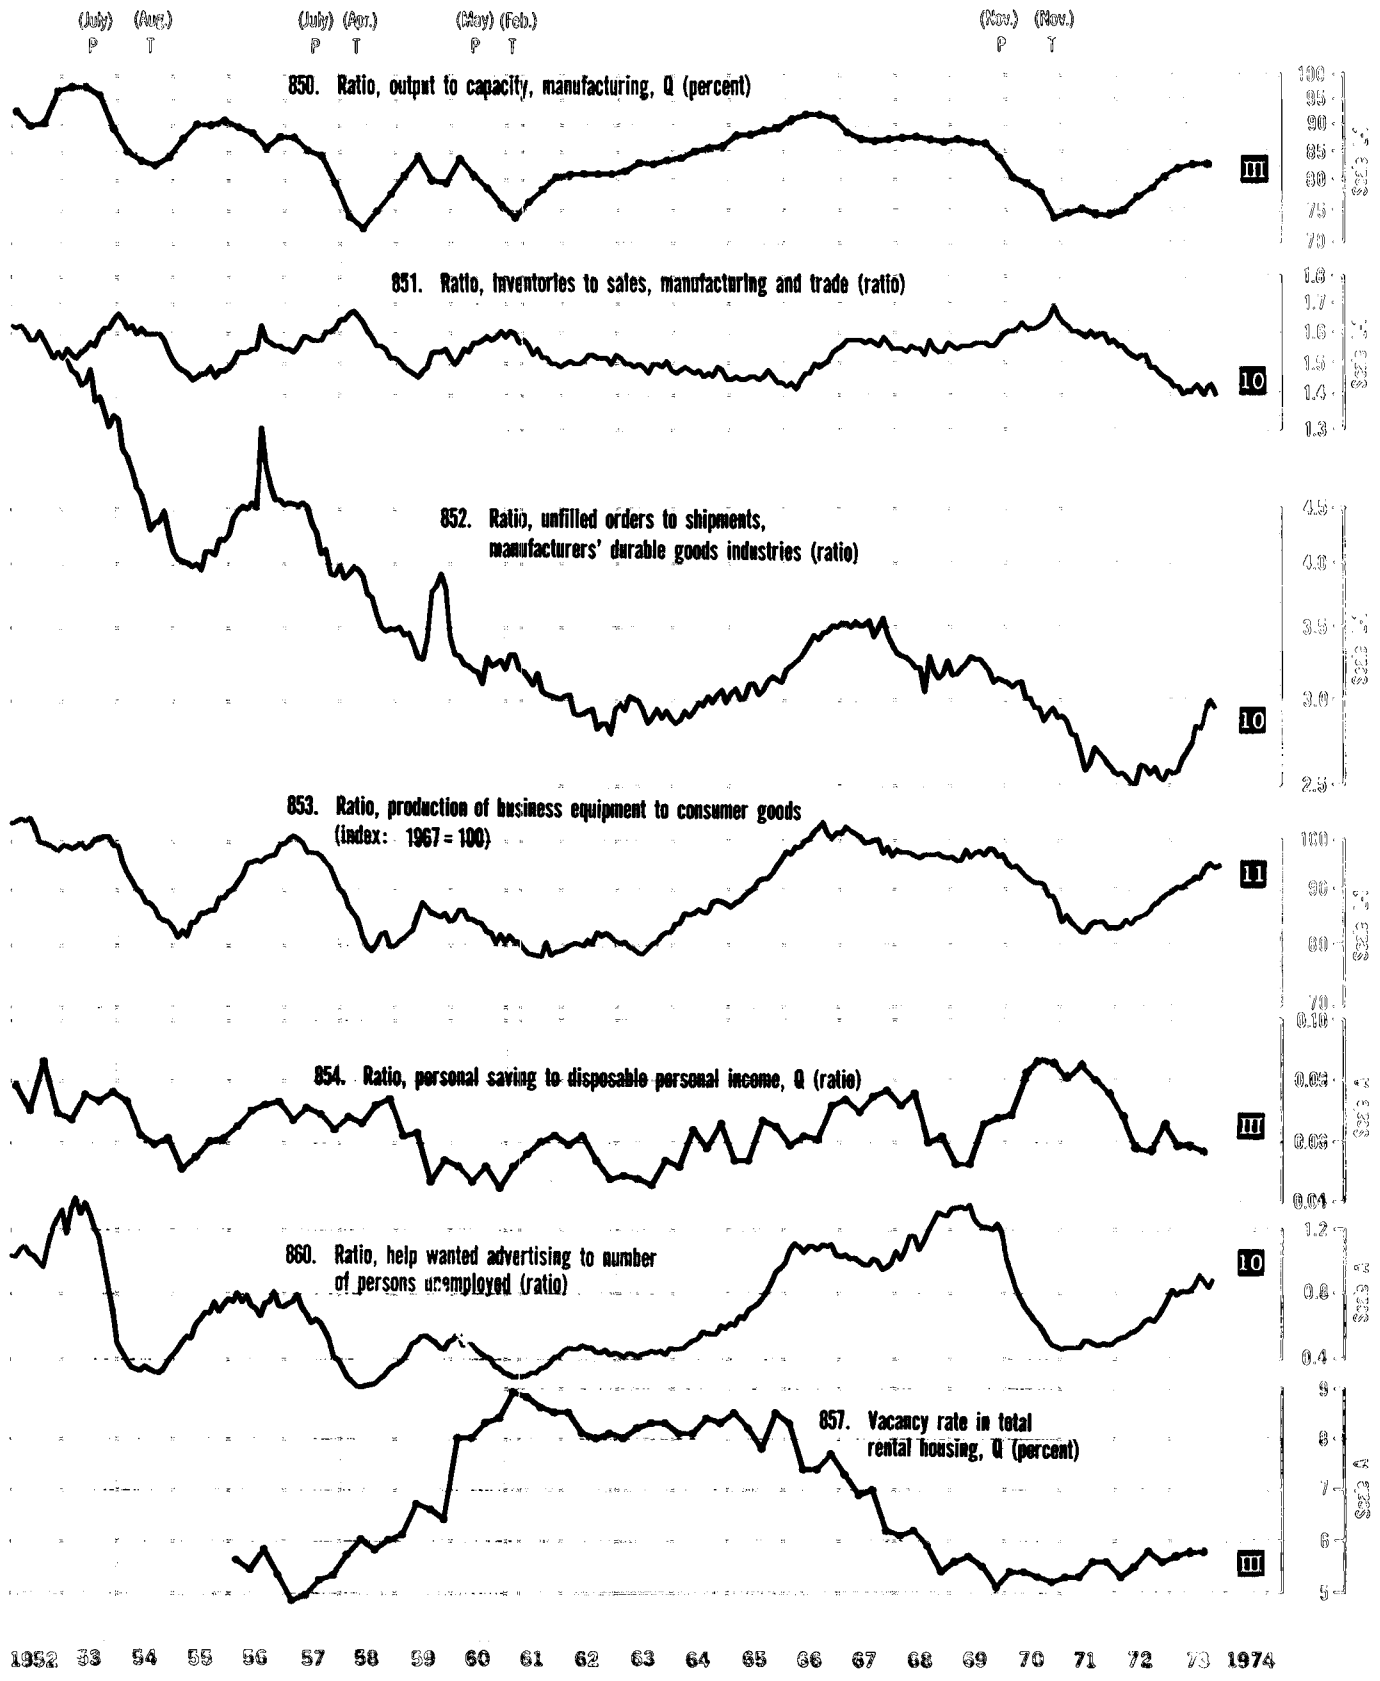 (July) (Aug.) (July) (Apr.) (May) (Feb.) (Nov.) (Nov.)
P T P T P T P T
850. Ratio, output to capacity, manufacturing, Q (percent)
100
95
90
85
80
75
70
III
851. Ratio, inventories to sales, manufacturing and trade (ratio)
1.8
1.7
1.6
1.5
1.4
1.3
10
852. Ratio, unfilled orders to shipments,
manufacturers' durable goods industries (ratio)
4.5
4.0
3.5
3.0
2.5
10
853. Ratio, production of business equipment to consumer goods
(index: 1967=100)
100
90
80
70
11
854. Ratio, personal saving to disposable personal income, Q (ratio)
0.10
0.06
0.04
Scale A
III
860. Ratio, help wanted advertising to number
of persons unemployed (ratio)
1.2
0.8
0.4
Scale A
10
857. Vacancy rate in total
rental housing, Q (percent)
9
8
7
6
5
Scale A
III
1952 53 54 55 56 57 58 59 60 61 62 63 64 65 66 67 68 69 70 71 72 73 1974